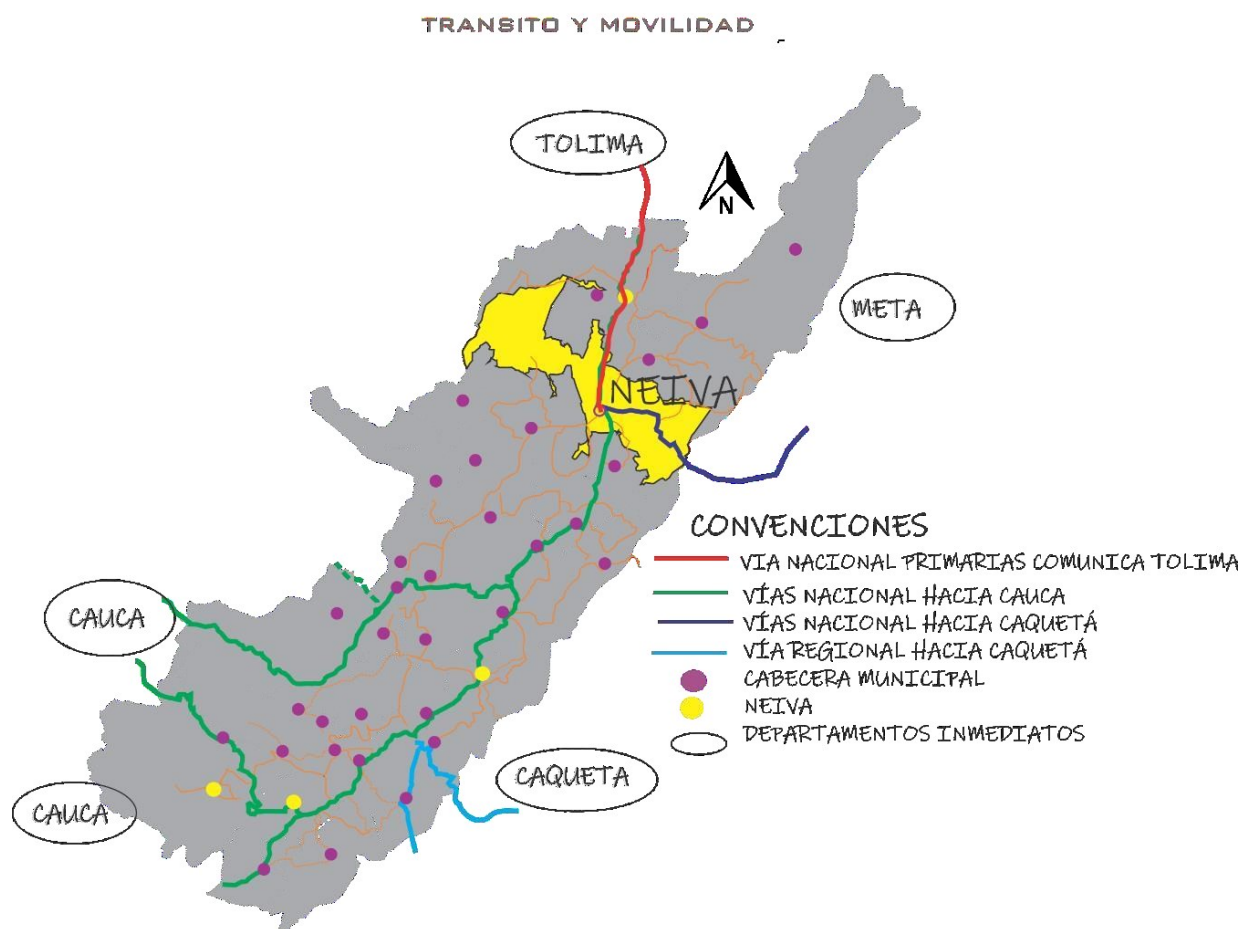 TRANSITO Y MOVILIDAD
TOLIMA
N
META
NEIVA
CONVENCIONES
VIA NACIONAL PRIMARIAS COMUNICA TOLIMA
VÍAS NACIONAL HACIA CAUCA
VÍAS NACIONAL HACIA CAQUETÁ
VÍA REGIONAL HACIA CAQUETÁ
CABECERA MUNICIPAL
NEIVA
DEPARTAMENTOS INMEDIATOS
CAUCA
CAQUETA
CAUCA